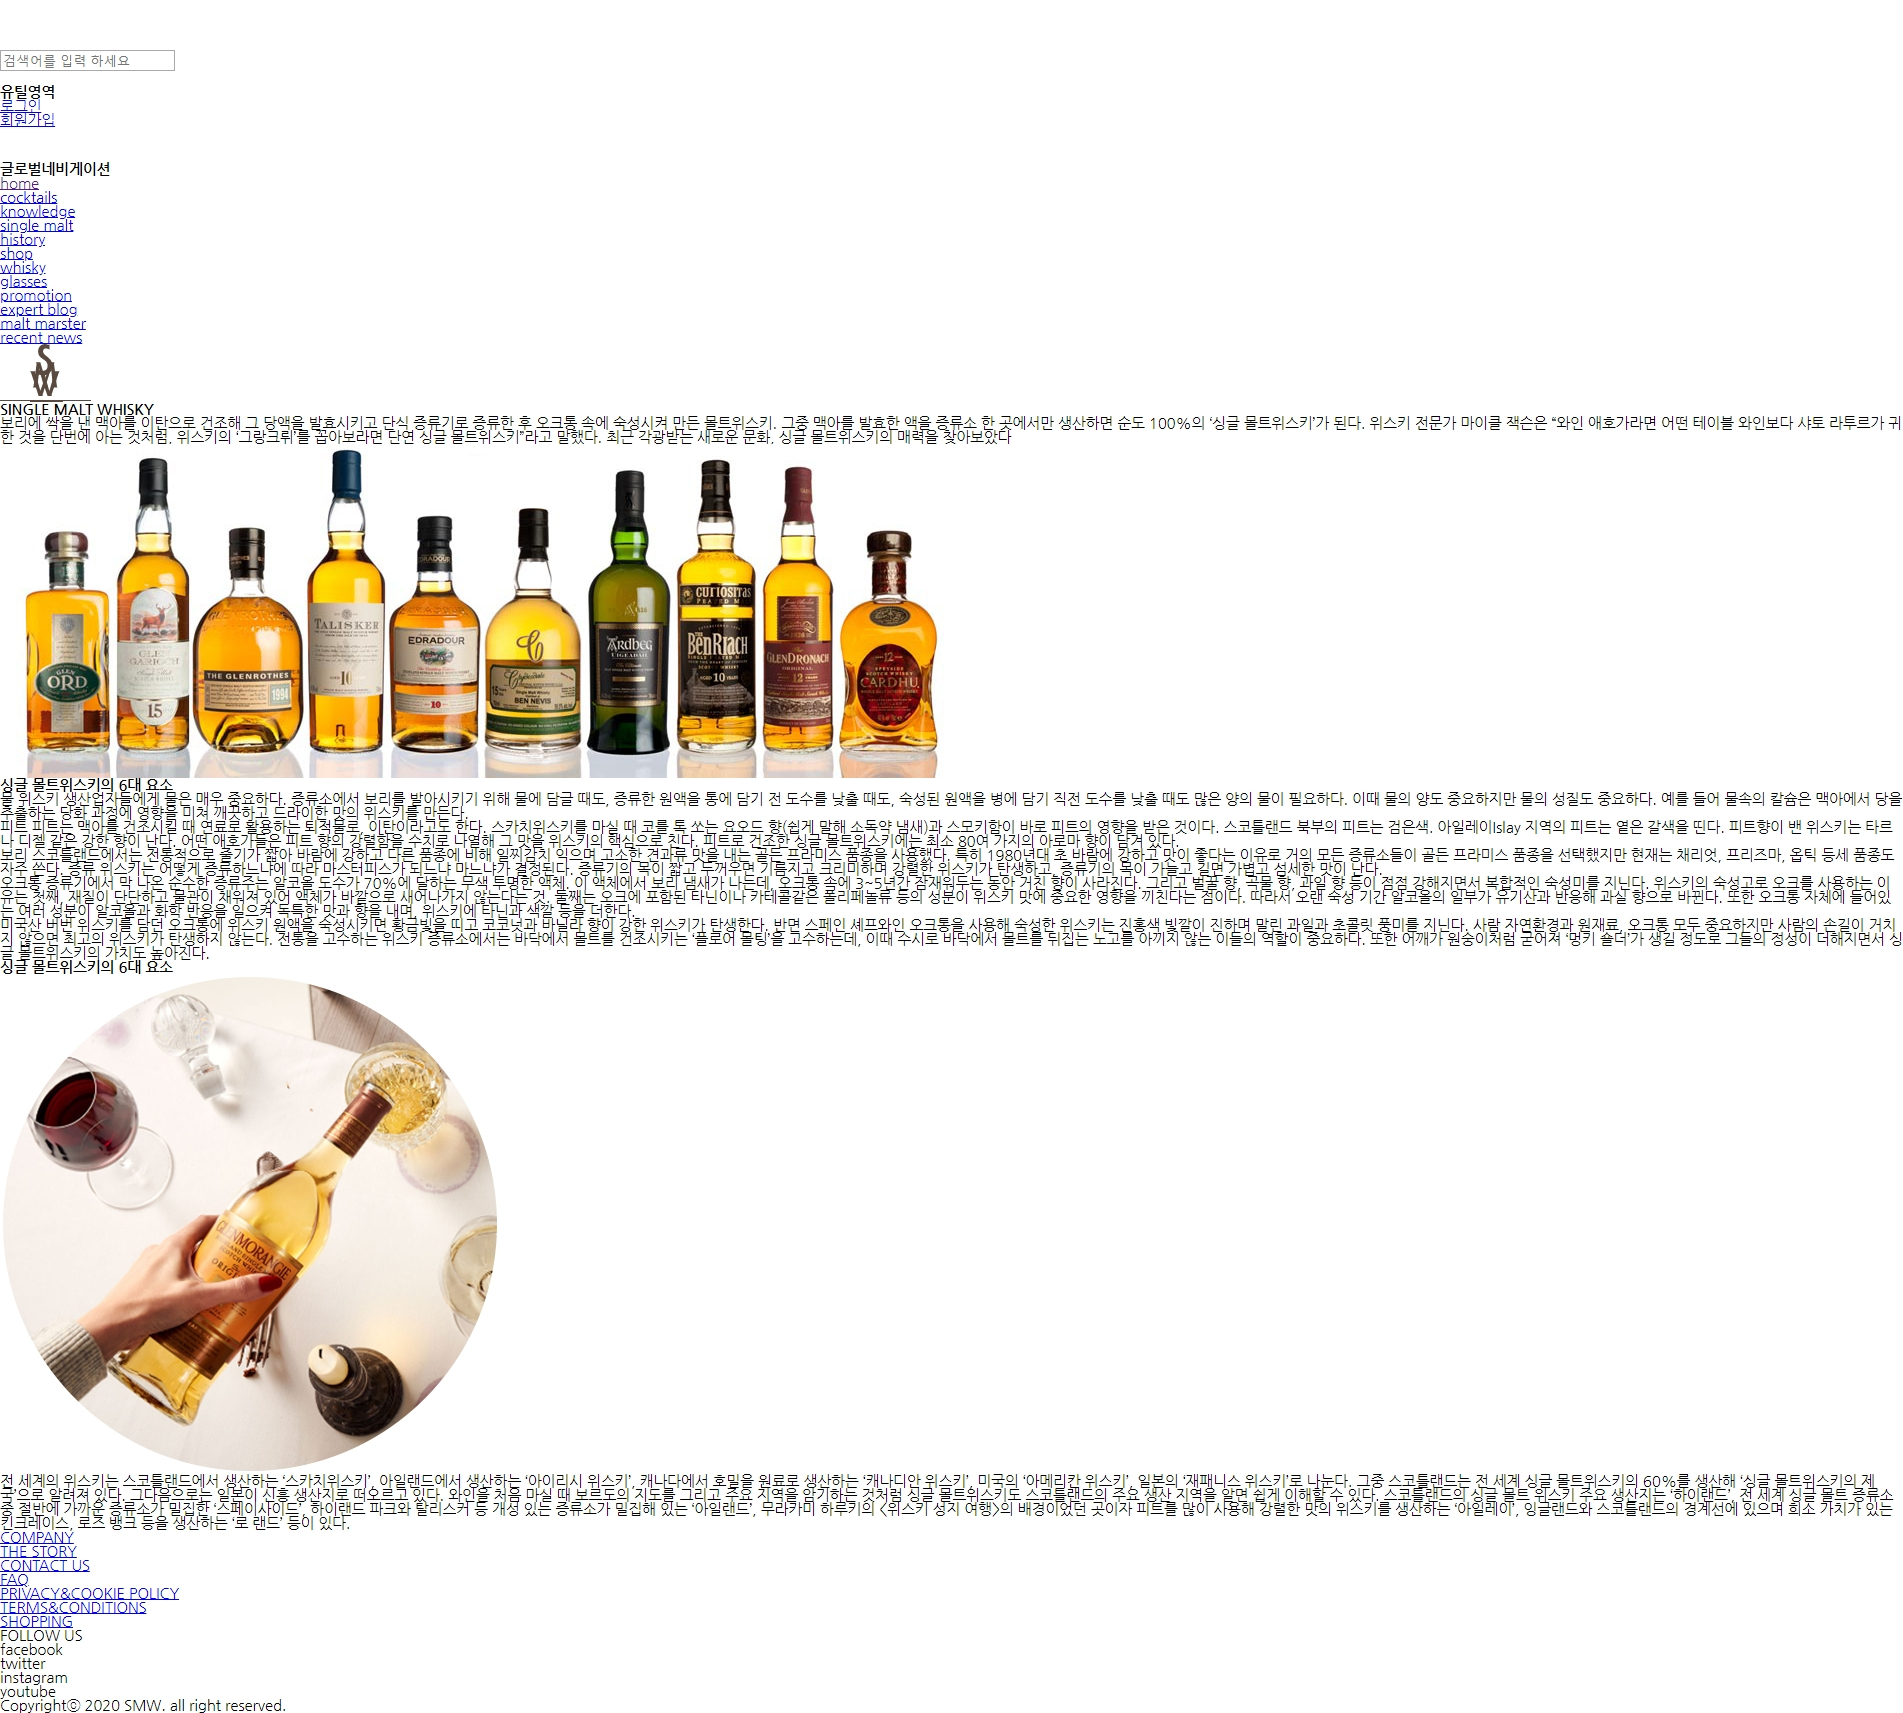 검색어를 입력 하세요
유틸영역
로그인
회원가입
글로벌네비게이션
home
cocktails
knowledge
single malt
history
shop
whisky
glasses
promotion
expert blog
malt marster
recent news
SMW
SINGLE MALT WHISKY
보리에 싹을 낸 맥아를 이탄으로 건조해 그 당액을 발효시키고 단식 증류기로 증류한 후 오크통 속에 숙성시켜 만든 몰트위스키. 그중 맥아를 발효한 액을 증류소 한 곳에서만 생산하면 순도 100%의 ‘싱글 몰트위스키’가 된다. 위스키 전문가 마이클 잭슨은 “와인 애호가라면 어떤 테이블 와인보다 샤토 라투르가 귀
한 것을 단번에 아는 것처럼. 위스키의 ‘그랑크뤼’를 꼽아보라면 단연 싱글 몰트위스키”라고 말했다. 최근 각광받는 새로운 문화, 싱글 몰트위스키의 매력을 찾아보았다
GLEN ORD
GLEN GARIOCH 15
THE GLENROTHES 1994
TALISKER AGED 10 YEARS
EDRADOUR 10
15 BEN NEVIS
ARDBEG UIGEADAIL
CURIOSITAS PEATED THE BENRIACH AGED 10 YEARS
GLENDRONACH ORIGINAL AGED 12 YEARS
AGED 12 YEARS SPEYSIDE CARDHU
싱글 몰트위스키의 6대 요소
물 위스키 생산업자들에게 물은 매우 중요하다. 증류소에서 보리를 발아시키기 위해 물에 담글 때도, 증류한 원액을 통에 담기 전 도수를 낮출 때도, 숙성된 원액을 병에 담기 직전 도수를 낮출 때도 많은 양의 물이 필요하다. 이때 물의 양도 중요하지만 물의 성질도 중요하다. 예를 들어 물속의 칼슘은 맥아에서 당을
추출하는 당화 과정에 영향을 미쳐 깨끗하고 드라이한 맛의 위스키를 만든다.
피트 피트는 맥아를 건조시킬 때 연료로 활용하는 퇴적물로, 이탄이라고도 한다. 스카치위스키를 마실 때 코를 톡 쏘는 요오드 향(쉽게 말해 소독약 냄새)과 스모키함이 바로 피트의 영향을 받은 것이다. 스코틀랜드 북부의 피트는 검은색. 아일레이Islay 지역의 피트는 옅은 갈색을 띤다. 피트향이 밴 위스키는 타르
나 디젤 같은 강한 향이 난다. 어떤 애호가들은 피트 향의 강렬함을 수치로 나열해 그 맛을 위스키의 핵심으로 친다. 피트로 건조한 싱글 몰트위스키에는 최소 80여 가지의 아로마 향이 담겨 있다.
보리 스코틀랜드에서는 전통적으로 줄기가 짧아 바람에 강하고 다른 품종에 비해 일찌감치 익으며 고소한 견과류 맛을 내는 골든 프라미스 품종을 사용했다. 특히 1980년대 초 바람에 강하고 맛이 좋다는 이유로 거의 모든 증류소들이 골든 프라미스 품종을 선택했지만 현재는 채리엇, 프리즈마, 옵틱 등세 품종도
자주 쓴다. 증류 위스키는 어떻게 증류하느냐에 따라 마스터피스가 되느냐 마느냐가 결정된다. 증류기의 목이 짧고 두꺼우면 기름지고 크리미하며 강렬한 위스키가 탄생하고, 증류기의 목이 가늘고 길면 가볍고 섬세한 맛이 난다.
오크통 증류기에서 막 나온 순수한 증류주는 알코올 도수가 70%에 달하는 무색 투명한 액체. 이 액체에서 보리 냄새가 나는데, 오크통 속에 3~5년간 잠재워두는 동안 거친 향이 사라진다. 그리고 벌꿀 향, 곡물 향, 과일 향 등이 점점 강해지면서 복합적인 숙성미를 지닌다. 위스키의 숙성고로 오크를 사용하는 이
유는 첫째, 재질이 단단하고 물관이 채워져 있어 액체가 바깥으로 새어나가지 않는다는 것, 둘째는 오크에 포함된 타닌이나 카테콜같은 폴리페놀류 등의 성분이 위스키 맛에 중요한 영향을 끼친다는 점이다. 따라서 오랜 숙성 기간 알코올의 일부가 유기산과 반응해 과실 향으로 바뀐다. 또한 오크통 자체에 들어있
는 여러 성분이 알코올과 화학 반응을 일으켜 독특한 맛과 향을 내며, 위스키에 타닌과 색깔 등을 더한다.
미국산 버번 위스키를 담던 오크통에 위스키 원액을 숙성시키면 황금빛을 띠고 코코넛과 바닐라 향이 강한 위스키가 탄생한다. 반면 스페인 셰프와인 오크통을 사용해 숙성한 위스키는 진홍색 빛깔이 진하며 말린 과일과 초콜릿 풍미를 지닌다. 사람 자연환경과 원재료, 오크통 모두 중요하지만 사람의 손길이 거치
지 않으면 최고의 위스키가 탄생하지 않는다. 전통을 고수하는 위스키 증류소에서는 바닥에서 몰트를 건조시키는 ‘플로어 몰팅’을 고수하는데, 이때 수시로 바닥에서 몰트를 뒤집는 노고를 아끼지 않는 이들의 역할이 중요하다. 또한 어깨가 원숭이처럼 굳어져 ‘멍키 숄더’가 생길 정도로 그들의 정성이 더해지면서 싱
글 몰트위스키의 가치도 높아진다.
싱글 몰트위스키의 6대 요소
GLENMORANGIE
ORIGINAL
전 세계의 위스키는 스코틀랜드에서 생산하는 ‘스카치위스키’, 아일랜드에서 생산하는 ‘아이리시 위스키’, 캐나다에서 호밀을 원료로 생산하는 ‘캐나디안 위스키’, 미국의 ‘아메리칸 위스키’, 일본의 ‘재패니스 위스키’로 나눈다. 그중 스코틀랜드는 전 세계 싱글 몰트위스키의 60%를 생산해 ‘싱글 몰트위스키의 제
국’으로 알려져 있다. 그다음으로는 일본이 신흥 생산지로 떠오르고 있다. 와인을 처음 마실 때 보르도의 지도를 그리고 주요 지역을 암기하는 것처럼 싱글 몰트위스키도 스코틀랜드의 주요 생산 지역을 알면 쉽게 이해할 수 있다. 스코틀랜드의 싱글 몰트 위스키 주요 생산지는 ‘하이랜드’, 전 세계 싱글 몰트 증류소
중 절반에 가까운 증류소가 밀집한 ‘스페이사이드’, 하이랜드 파크와 탈리스커 등 개성 있는 증류소가 밀집해 있는 ‘아일랜드’, 무라카미 하루키의 <위스키 성지 여행>의 배경이었던 곳이자 피트를 많이 사용해 강렬한 맛의 위스키를 생산하는 ‘아일레이’, 잉글랜드와 스코틀랜드의 경계선에 있으며 희소 가치가 있는
킨크레이스, 로즈 뱅크 등을 생산하는 ‘로 랜드’ 등이 있다.
COMPANY
THE STORY
CONTACT US
FAQ
PRIVACY&COOKIE POLICY
TERMS&CONDITIONS
SHOPPING
FOLLOW US
facebook
twitter
instagram
youtube
Copyrightⓒ 2020 SMW. all right reserved.